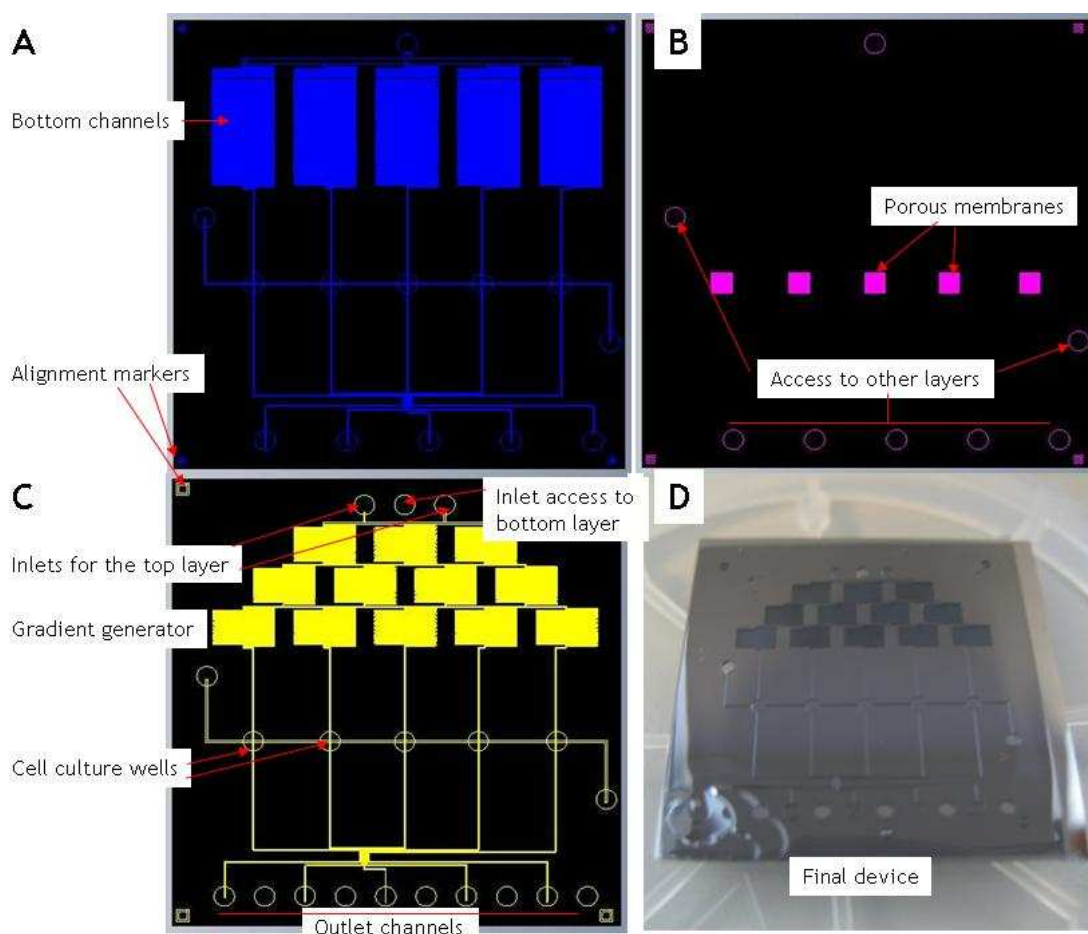 A
B
Bottom channels
Porous membranes
Alignment markers
Access to other layers
C
Inlet access to
bottom layer
D
Inlets for the top layer
Gradient generator
Cell culture wells
Final device
Outlet channels